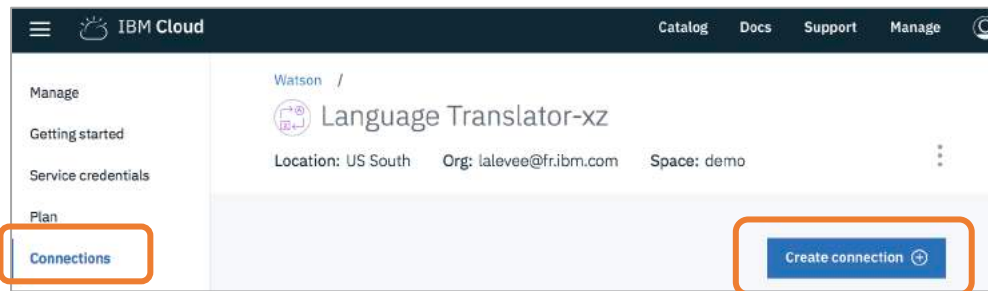 IBM Cloud
Catalog Docs Support Manage
Manage
Getting started
Service credentials
Plan
Connections
Watson /
Language Translator-xz
Location: US South Org: lalevee@fr.ibm.com Space: demo
Create connection